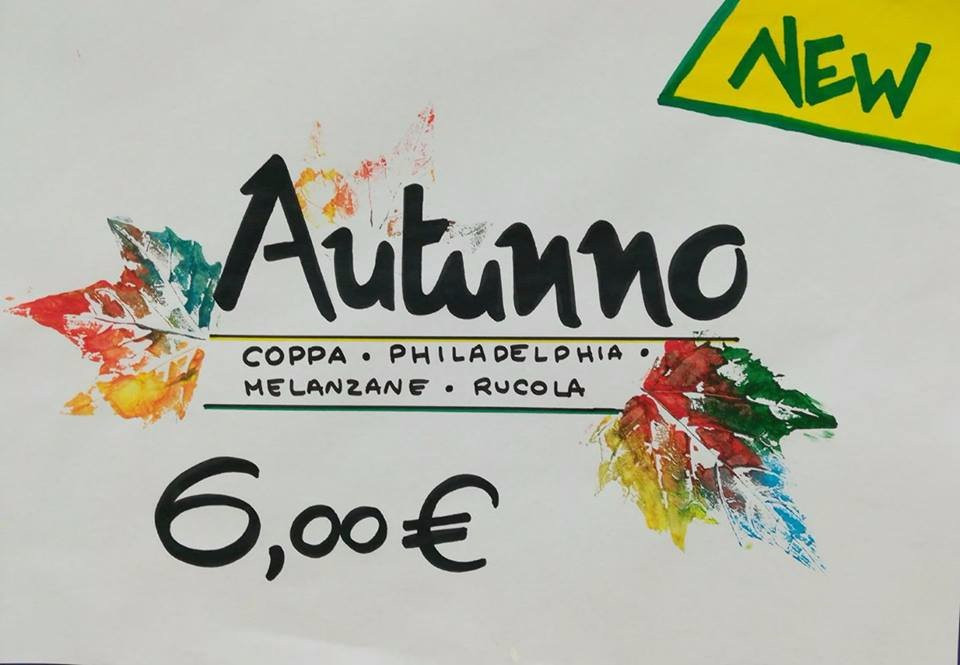 NEW
Autunno
COPPA • PHILADELPHIA •
MELANZANE • RUCOLA
6,00€